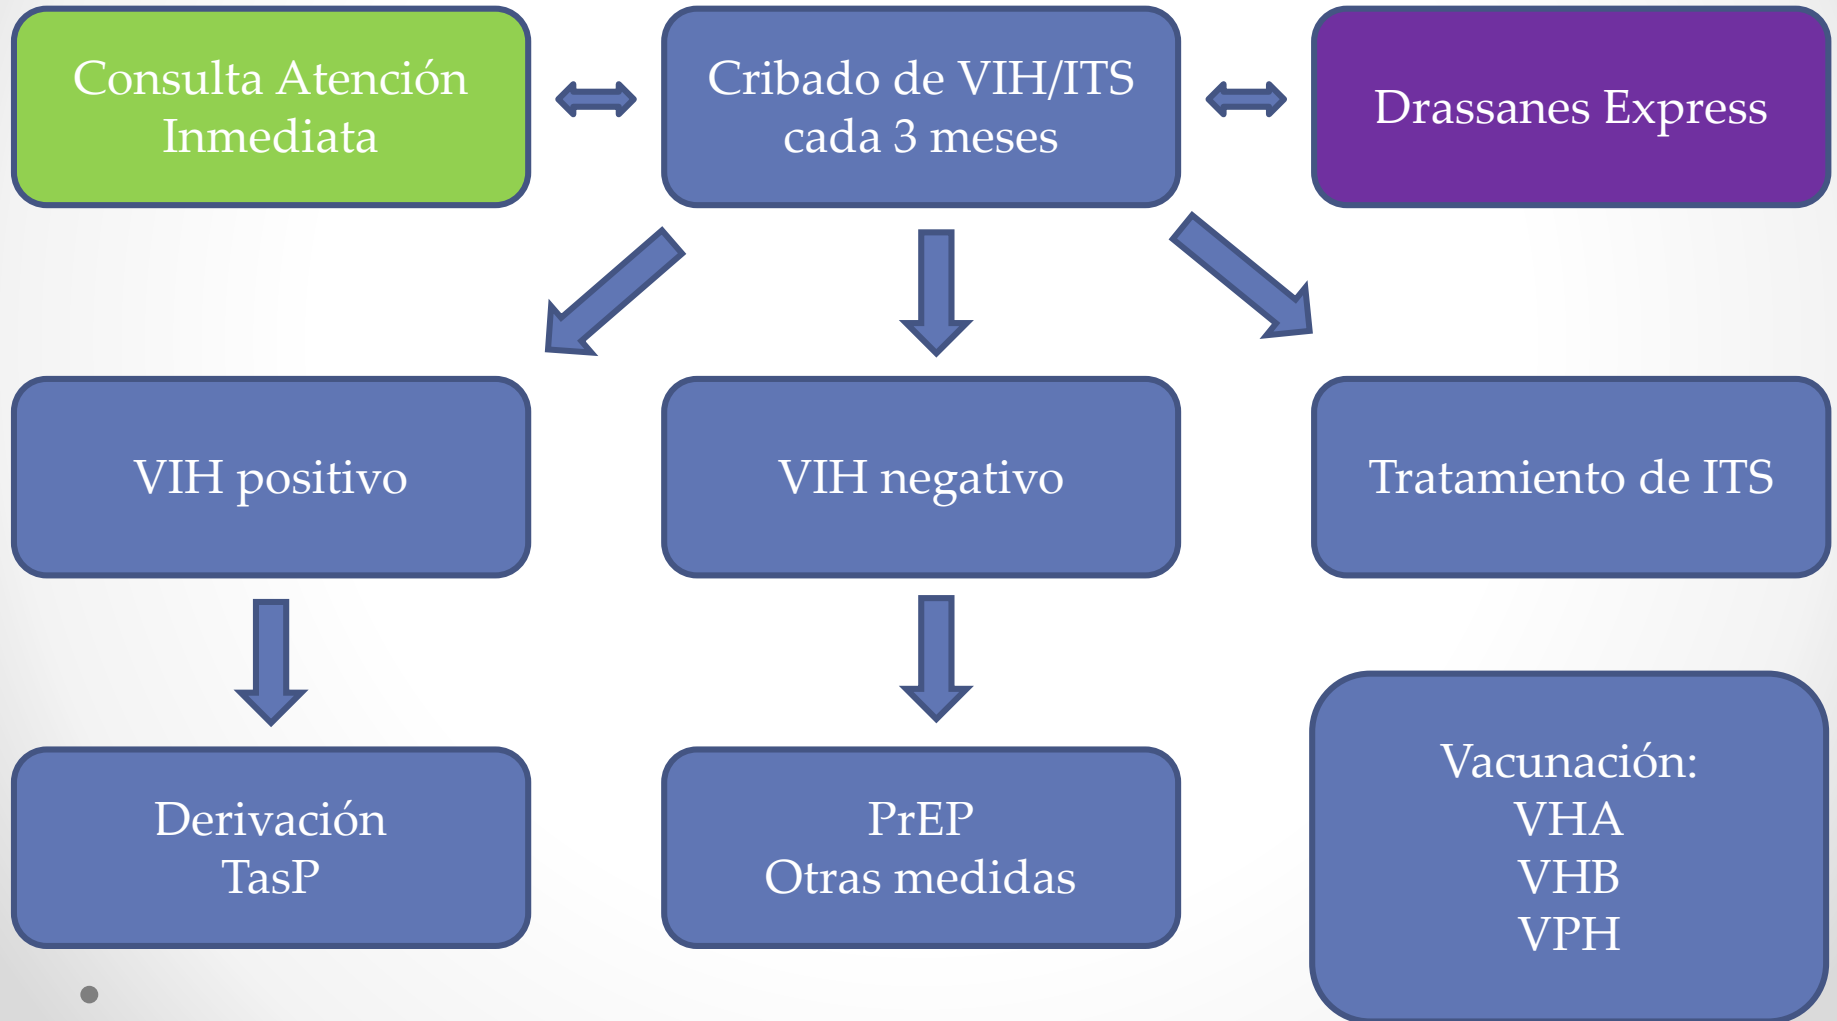 Consulta Atención
Inmediata
Cribado de VIH/ITS
cada 3 meses
Drassanes Express
VIH positivo
VIH negativo
Tratamiento de ITS
Derivación
TasP
PrEP
Otras medidas
Vacunación:
VHA
VHB
VPH